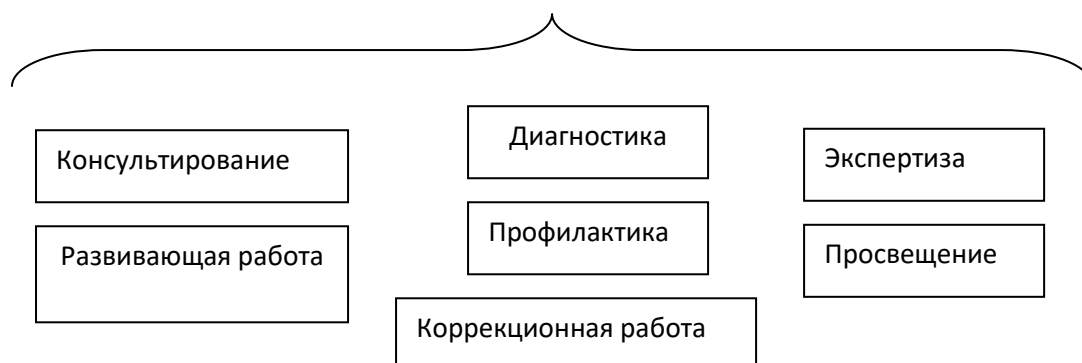 Консультирование
Диагностика
Экспертиза
Развивающая работа
Профилактика
Просвещение
Коррекционная работа